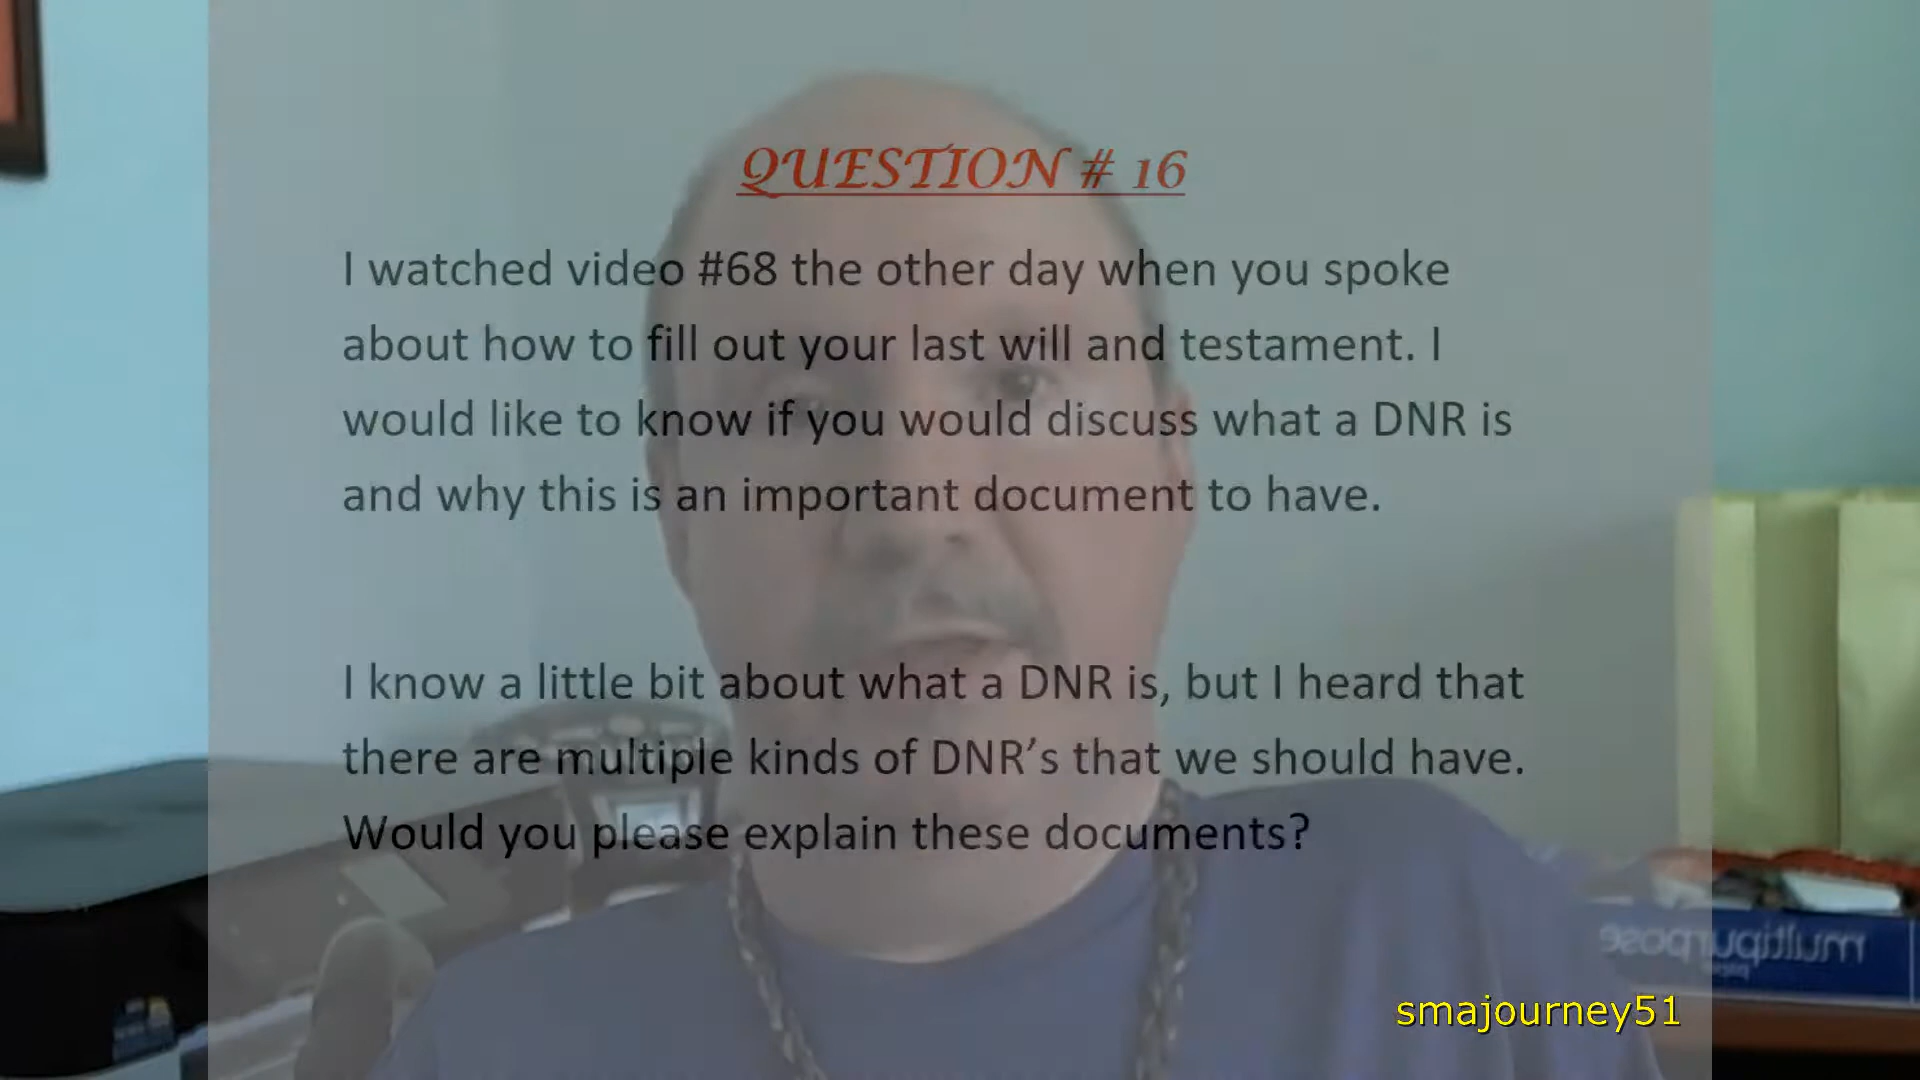 QUESTION # 16
I watched video #68 the other day when you spoke
about how to fill out your last will and testament. I
would like to know if you would discuss what a DNR is
and why this is an important document to have.
I know a little bit about what a DNR is, but I heard that
there are multiple kinds of DNR’s that we should have.
Would you please explain these documents?
multipurpose
paper
smajourney51